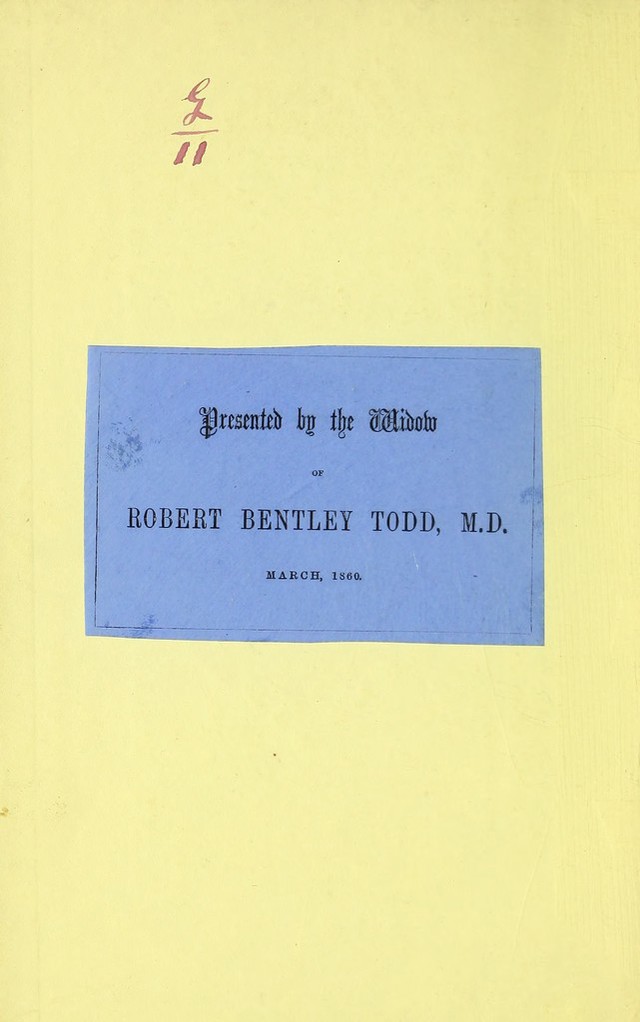 G
11
Presented by the Widow
OF
ROBERT BENTLEY TODD, M.D.
MARCH, 1860.